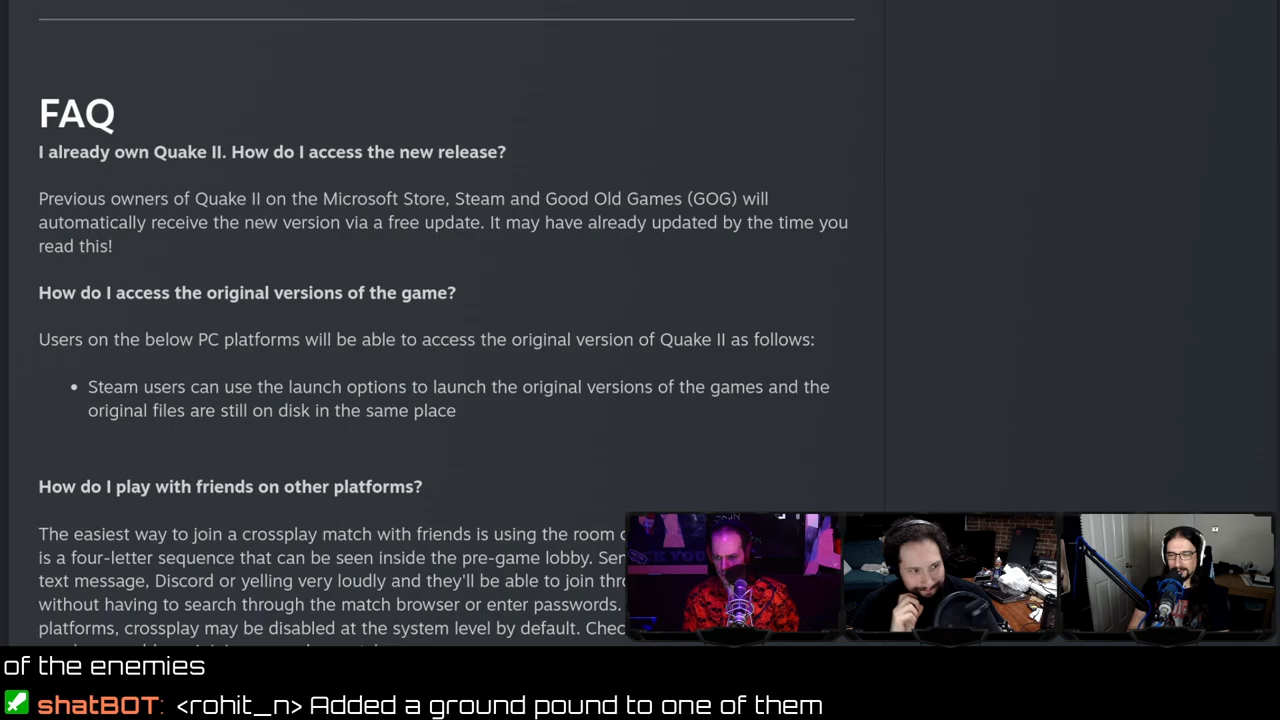 FAQ
I already own Quake II. How do I access the new release?
Previous owners of Quake II on the Microsoft Store, Steam and Good Old Games (GOG) will
automatically receive the new version via a free update. It may have already updated by the time you
read this!
How do I access the original versions of the game?
Users on the below PC platforms will be able to access the original version of Quake II as follows:
• Steam users can use the launch options to launch the original versions of the games and the
original files are still on disk in the same place
How do I play with friends on other platforms?
The easiest way to join a crossplay match with friends is using the room
is a four-letter sequence that can be seen inside the pre-game lobby.
text message, Discord or yelling very loudly and they'll be able to join
without having to search through the match browser or enter passwords.
platforms, crossplay may be disabled at the system level by default.
of the enemies
shatBOT: <rohit_n> Added a ground pound to one of them